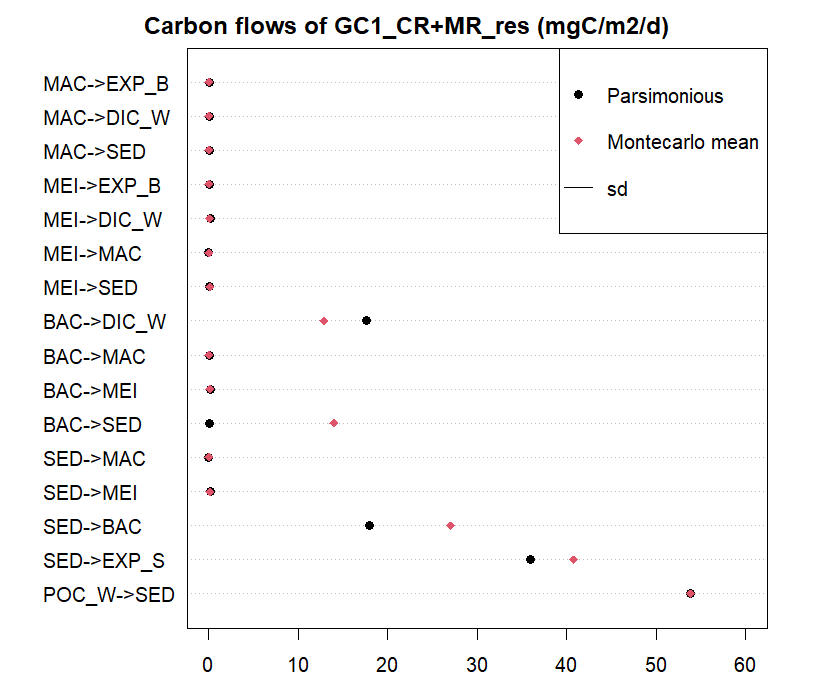 Carbon flows of GC1_CR+MR_res (mgC/m2/d)
MAC->EXP_B
MAC->DIC_W
MAC->SED
MEI->EXP_B
MEI->DIC_W
MEI->MAC
MEI->SED
BAC->DIC_W
BAC->MAC
BAC->MEI
BAC->SED
SED->MAC
SED->MEI
SED->BAC
SED->EXP_S
POC_W->SED
Parsimonious
Montecarlo mean
sd
0 10 20 30 40 50 60